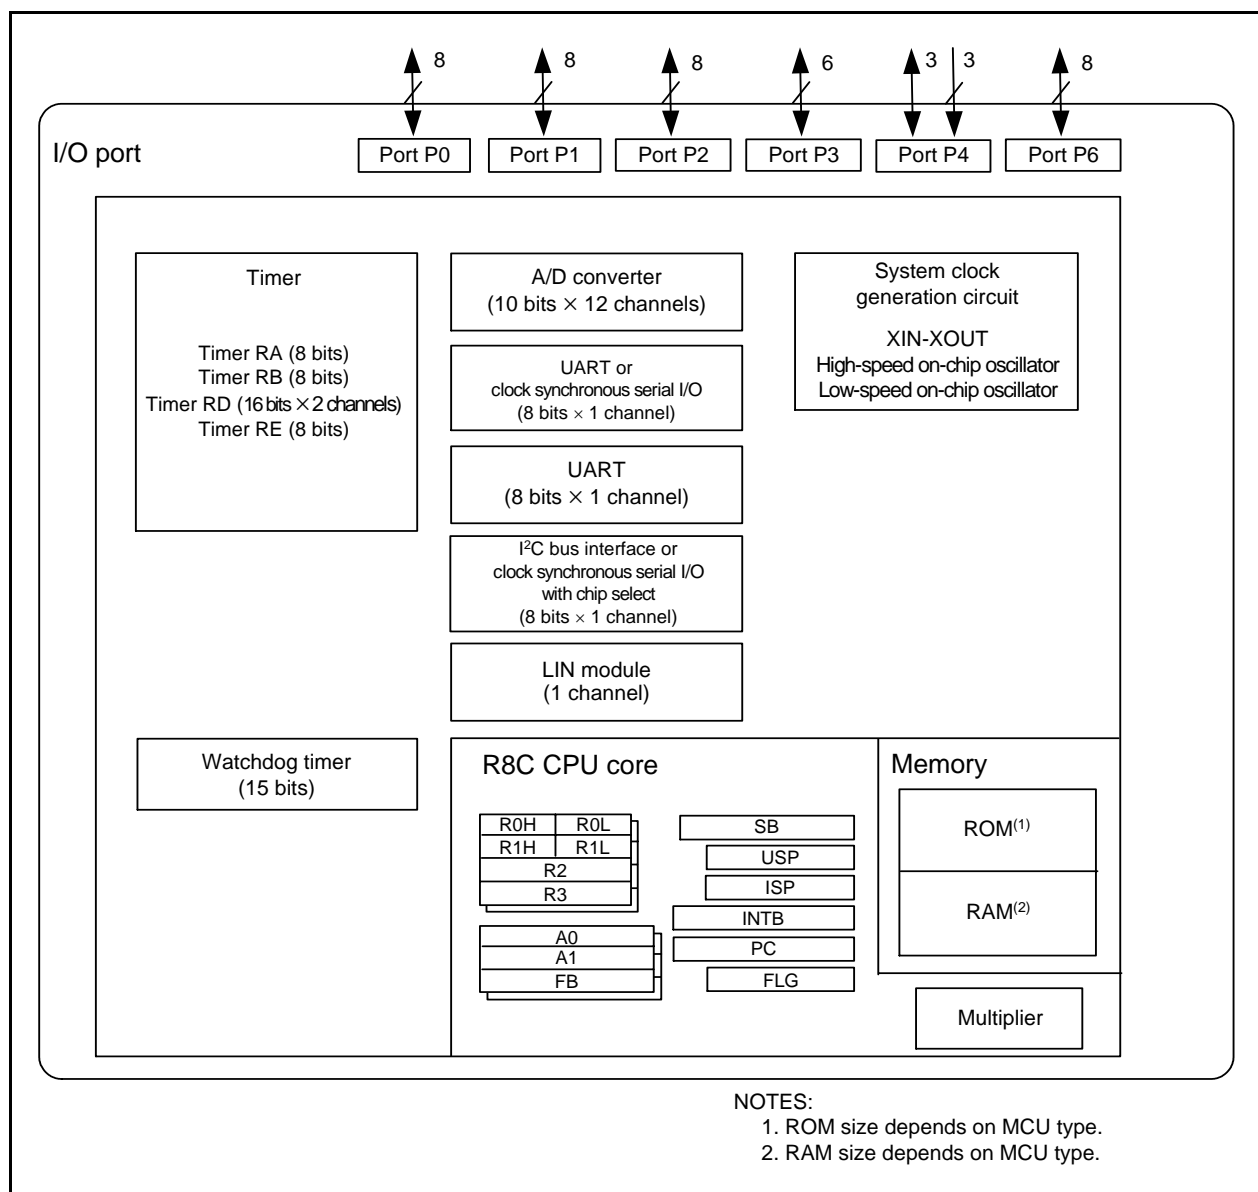 8
8
8
6
3
3
8
I/O port
Port P0
Port P1
Port P2
Port P3
Port P4
Port P6
Timer
Timer RA (8 bits)
Timer RB (8 bits)
Timer RD (16 bits × 2 channels)
Timer RE (8 bits)
A/D converter
(10 bits × 12 channels)
UART or
clock synchronous serial I/O
(8 bits × 1 channel)
UART
(8 bits × 1 channel)
I²C bus interface or
clock synchronous serial I/O
with chip select
(8 bits × 1 channel)
LIN module
(1 channel)
System clock
generation circuit
XIN-XOUT
High-speed on-chip oscillator
Low-speed on-chip oscillator
Watchdog timer
(15 bits)
R8C CPU core
R0H
R0L
R1H
R1L
R2
R3
A0
A1
FB
SB
USP
ISP
INTB
PC
FLG
Memory
ROM(1)
RAM(2)
Multiplier
NOTES:
1. ROM size depends on MCU type.
2. RAM size depends on MCU type.